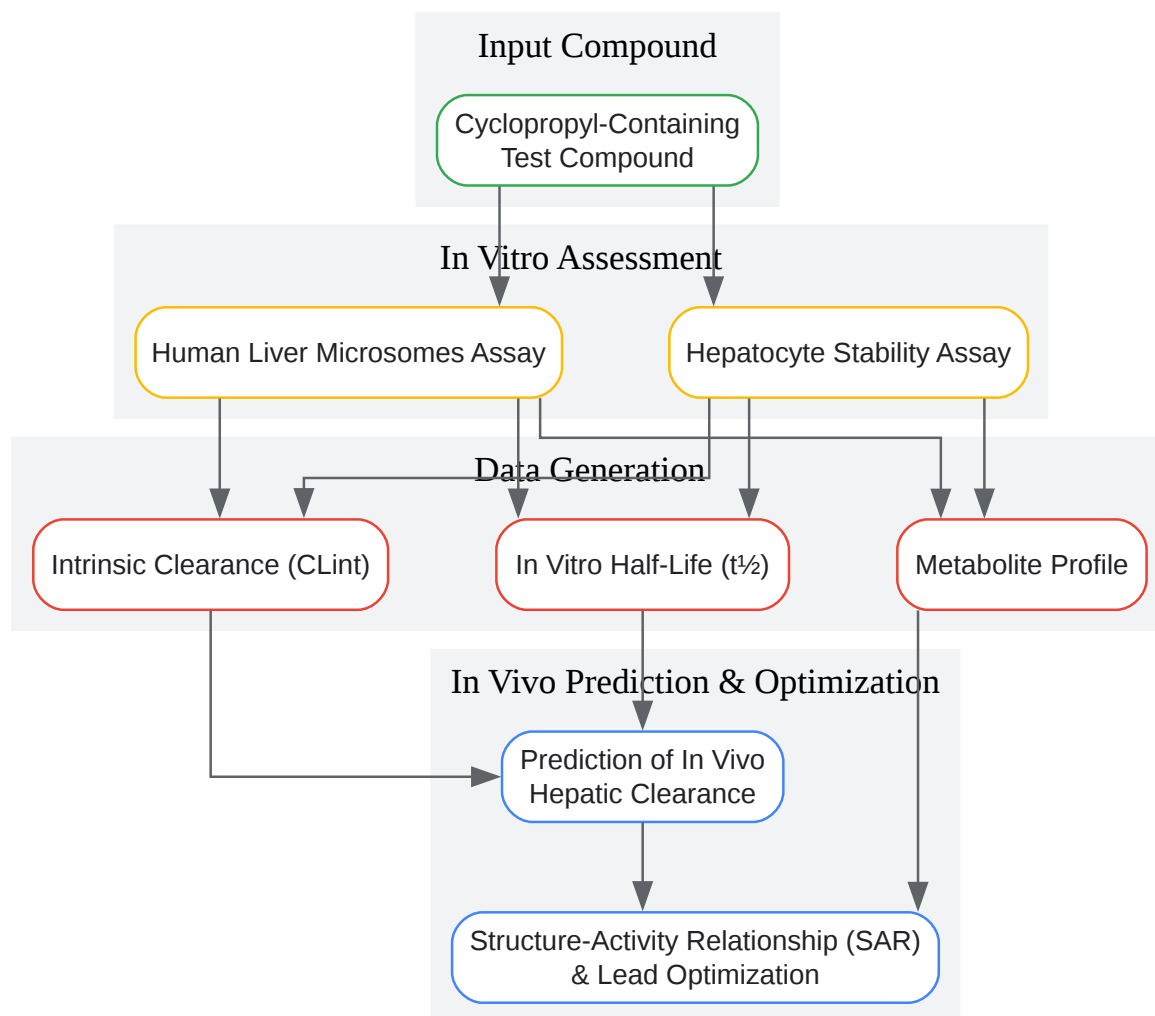 Input Compound
Cyclopropyl-Containing
Test Compound
In Vitro Assessment
Human Liver Microsomes Assay
Hepatocyte Stability Assay
Data Generation
Intrinsic Clearance (CLint)
In Vitro Half-Life (t½)
Metabolite Profile
In Vivo Prediction & Optimization
Prediction of In Vivo
Hepatic Clearance
Structure-Activity Relationship (SAR)
& Lead Optimization